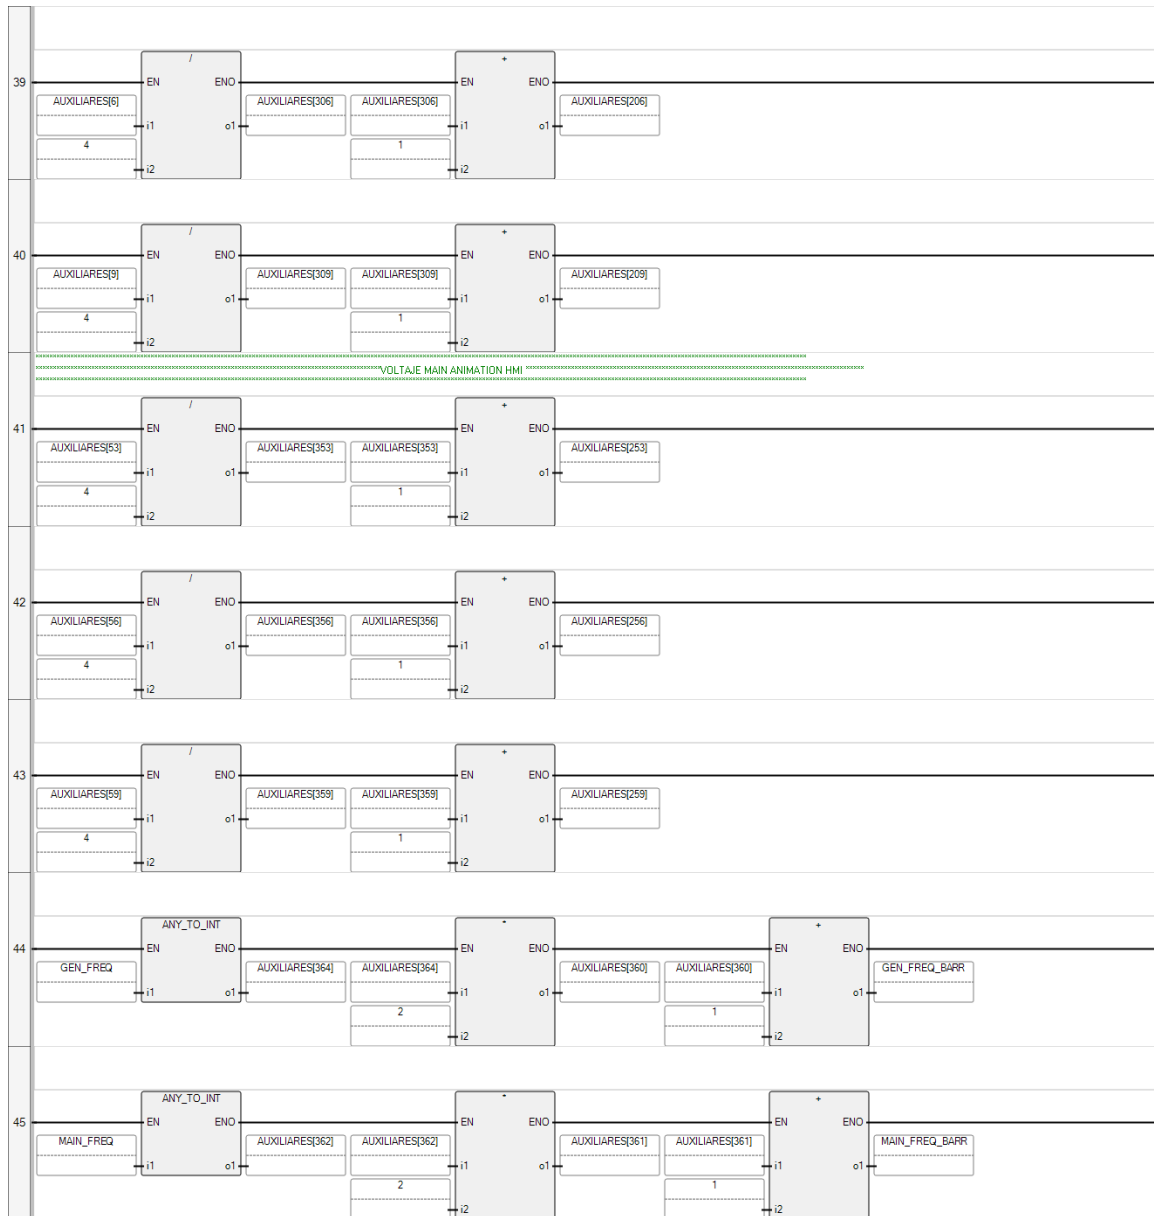 / +
39 EN ENO EN ENO
AUXILIARES[6] AUXILIARES[306] AUXILIARES[306] AUXILIARES[206]
i1 o1 i1 o1
4 1
i2 i2
/ +
40 EN ENO EN ENO
AUXILIARES[9] AUXILIARES[309] AUXILIARES[309] AUXILIARES[209]
i1 o1 i1 o1
4 1
i2 i2
VOLTAJE MAIN ANIMATION HMI
/ +
41 EN ENO EN ENO
AUXILIARES[53] AUXILIARES[353] AUXILIARES[353] AUXILIARES[253]
i1 o1 i1 o1
4 1
i2 i2
/ +
42 EN ENO EN ENO
AUXILIARES[56] AUXILIARES[356] AUXILIARES[356] AUXILIARES[256]
i1 o1 i1 o1
4 1
i2 i2
/ +
43 EN ENO EN ENO
AUXILIARES[59] AUXILIARES[359] AUXILIARES[359] AUXILIARES[259]
i1 o1 i1 o1
4 1
i2 i2
ANY_TO_INT +
44 EN ENO EN ENO EN ENO
GEN_FREQ AUXILIARES[364] AUXILIARES[364] AUXILIARES[360] AUXILIARES[360] GEN_FREQ_BARR
i1 o1 i1 o1 i1 o1
2 1
i2 i2
ANY_TO_INT +
45 EN ENO EN ENO EN ENO
MAIN_FREQ AUXILIARES[362] AUXILIARES[362] AUXILIARES[361] AUXILIARES[361] MAIN_FREQ_BARR
i1 o1 i1 o1 i1 o1
2 1
i2 i2